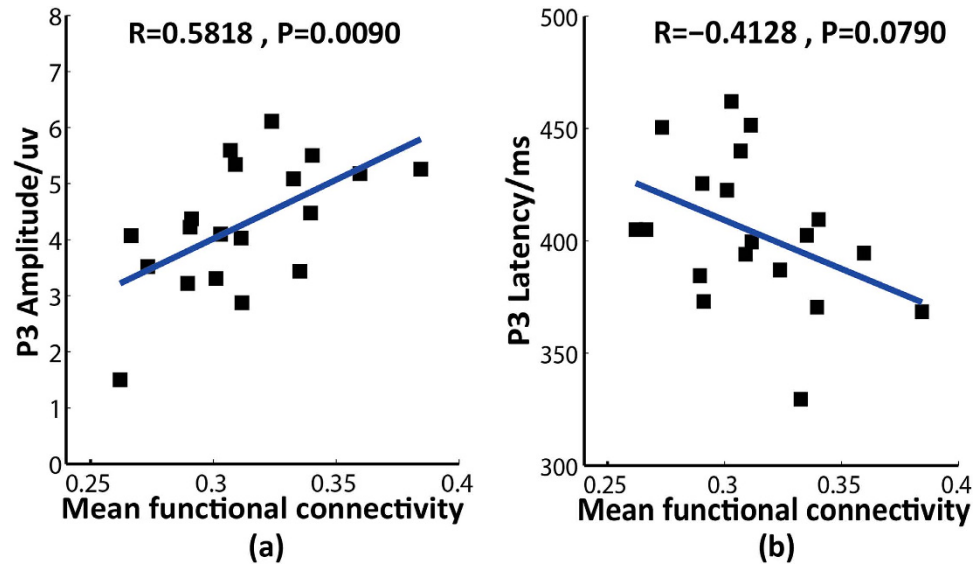 R=0.5818 , P=0.0090
8
7
6
5
4
3
2
1
0
P3 Amplitude/uv
0.25
0.3
0.35
0.4
Mean functional connectivity
(a)
R=−0.4128 , P=0.0790
500
450
400
350
300
P3 Latency/ms
0.25
0.3
0.35
0.4
Mean functional connectivity
(b)